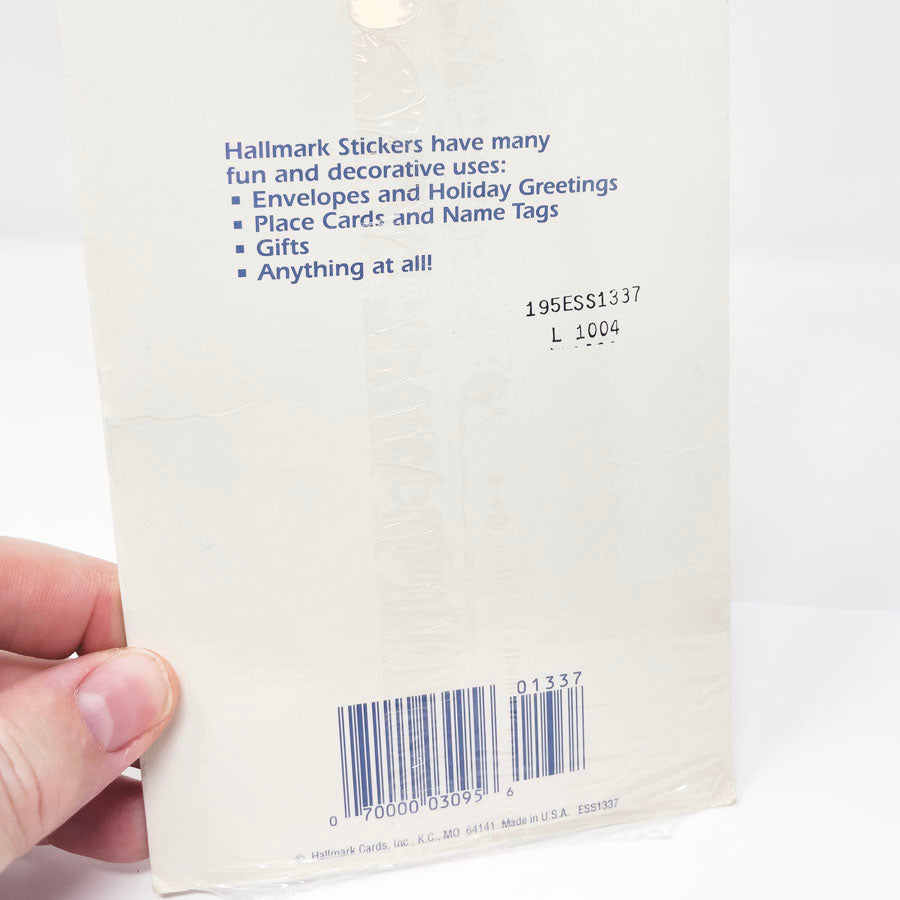 Hallmark Stickers have many
fun and decorative uses:
▪ Envelopes and Holiday Greetings
▪ Place Cards and Name Tags
▪ Gifts
▪ Anything at all!
195ESS1337
L 1004
01337
0 70000 03095 6
© Hallmark Cards, Inc., K.C., MO 64141 Made in U.S.A. ESS1337